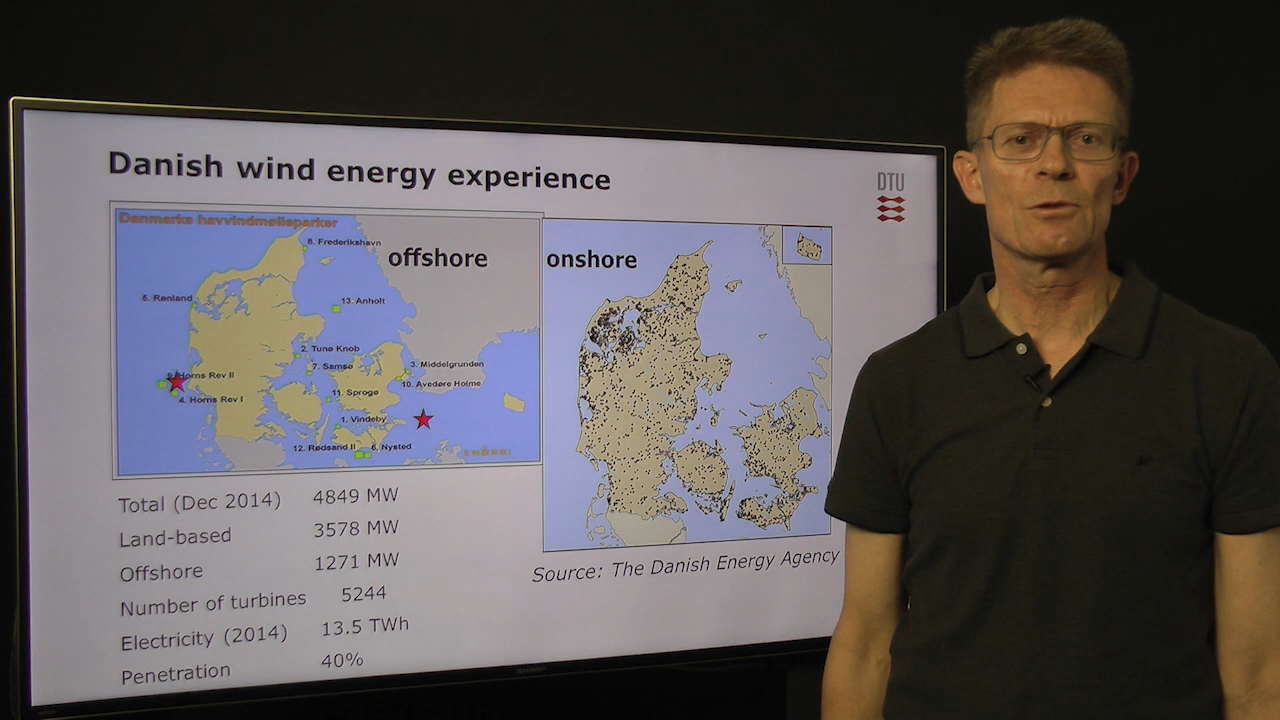 Danish wind energy experience
DTU
Danmarks havvindmølleparker
8. Frederikshavn
offshore
onshore
5. Rønland
13. Anholt
2. Tunø Knob
7. Samsø
3. Middelgrunden
9. Horns Rev II
10. Avedøre Holme
4. Horns Rev I
11. Sprogø
1. Vindeby
12. Rødsand II
6. Nysted
Total (Dec 2014) 4849 MW
Land-based 3578 MW
Offshore 1271 MW
Number of turbines 5244
Electricity (2014) 13.5 TWh
Penetration 40%
Source: The Danish Energy Agency
SHARP